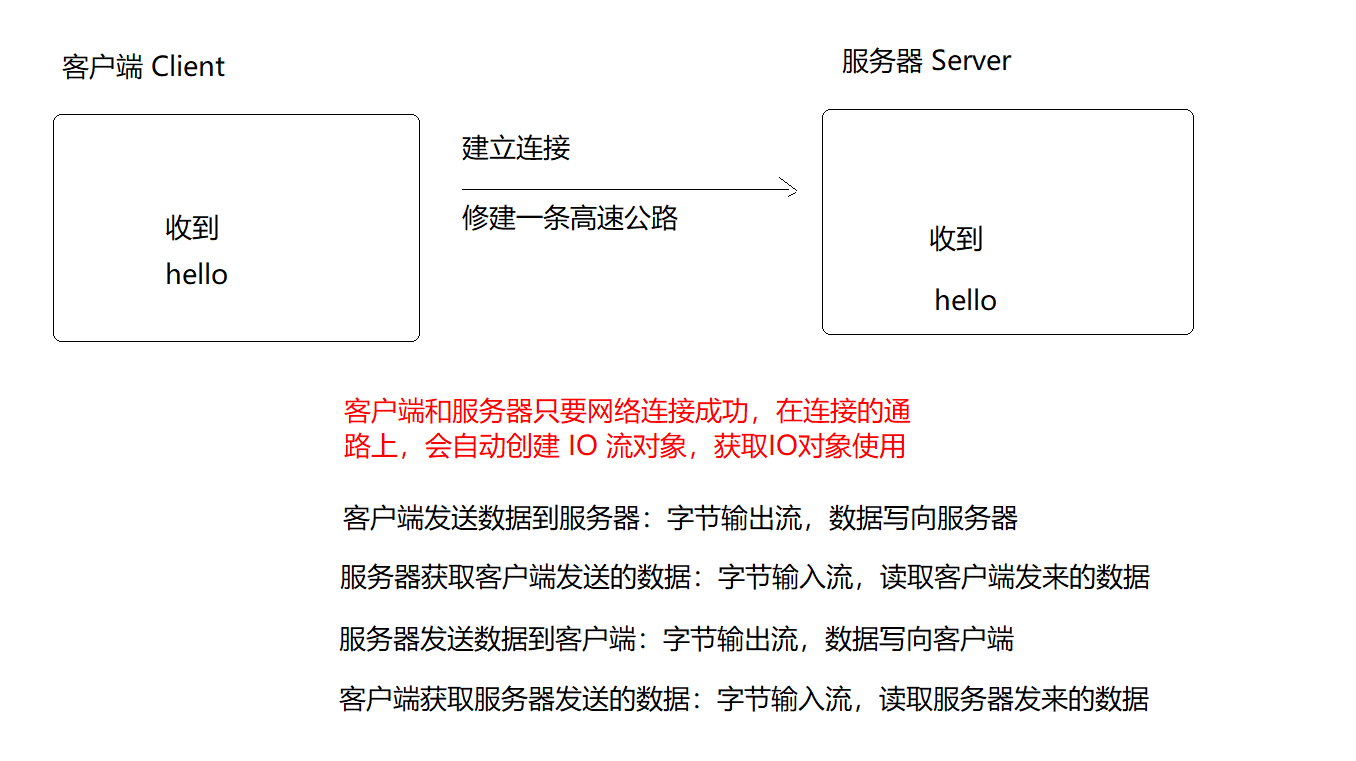 客户端 Client
服务器 Server
建立连接
修建一条高速公路
收到
hello
收到
hello
客户端和服务器只要网络连接成功，在连接的通
路上，会自动创建 IO 流对象，获取IO对象使用
客户端发送数据到服务器：字节输出流，数据写向服务器
服务器获取客户端发送的数据：字节输入流，读取客户端发来的数据
服务器发送数据到客户端：字节输出流，数据写向客户端
客户端获取服务器发送的数据：字节输入流，读取服务器发来的数据